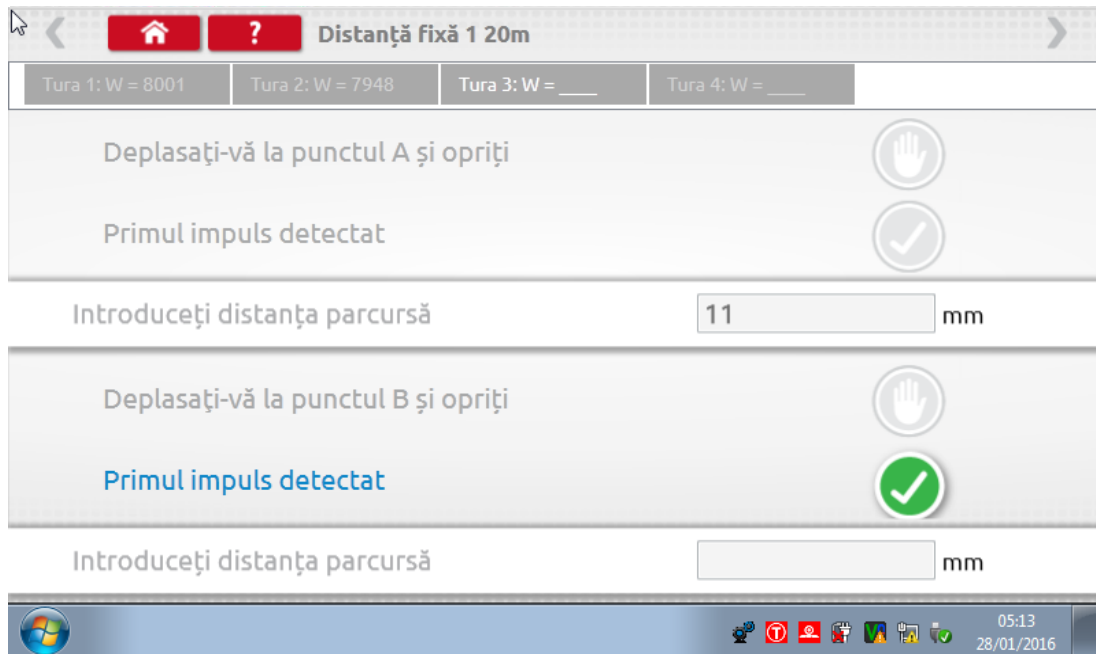 ? Distanță fixă 1 20m
Tura 1: W = 8001 Tura 2: W = 7948 Tura 3: W = ____ Tura 4: W = ____
Deplasaţi-vă la punctul A și opriți
Primul impuls detectat
Introduceți distanța parcursă 11 mm
Deplasaţi-vă la punctul B și opriți
Primul impuls detectat
Introduceți distanța parcursă mm
05:13
28/01/2016